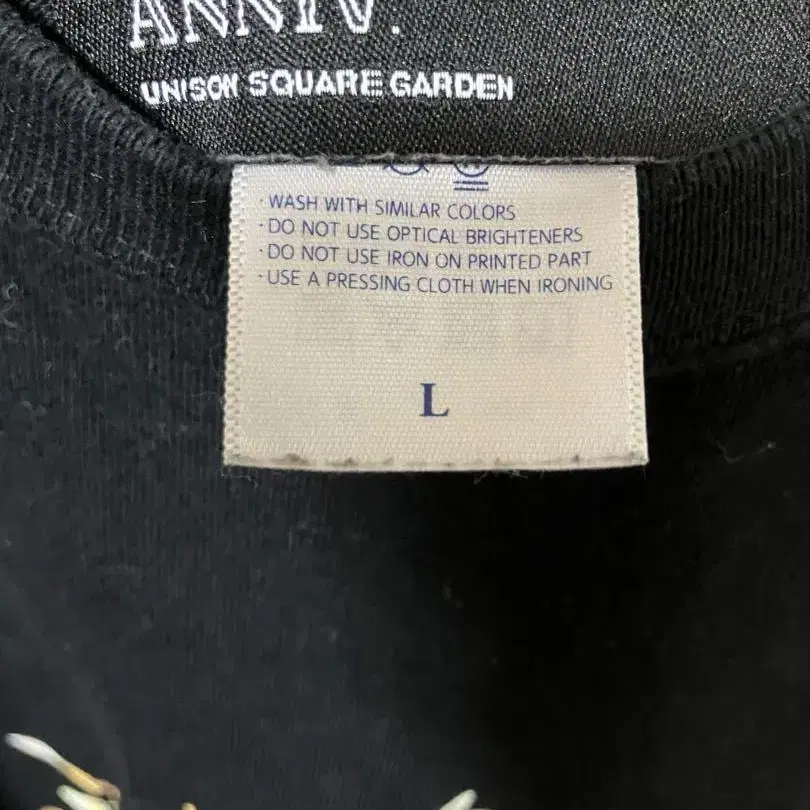 ANNIV.
UNISON SQUARE GARDEN
· WASH WITH SIMILAR COLORS
· DO NOT USE OPTICAL BRIGHTENERS
· DO NOT USE IRON ON PRINTED PART
· USE A PRESSING CLOTH WHEN IRONING
L